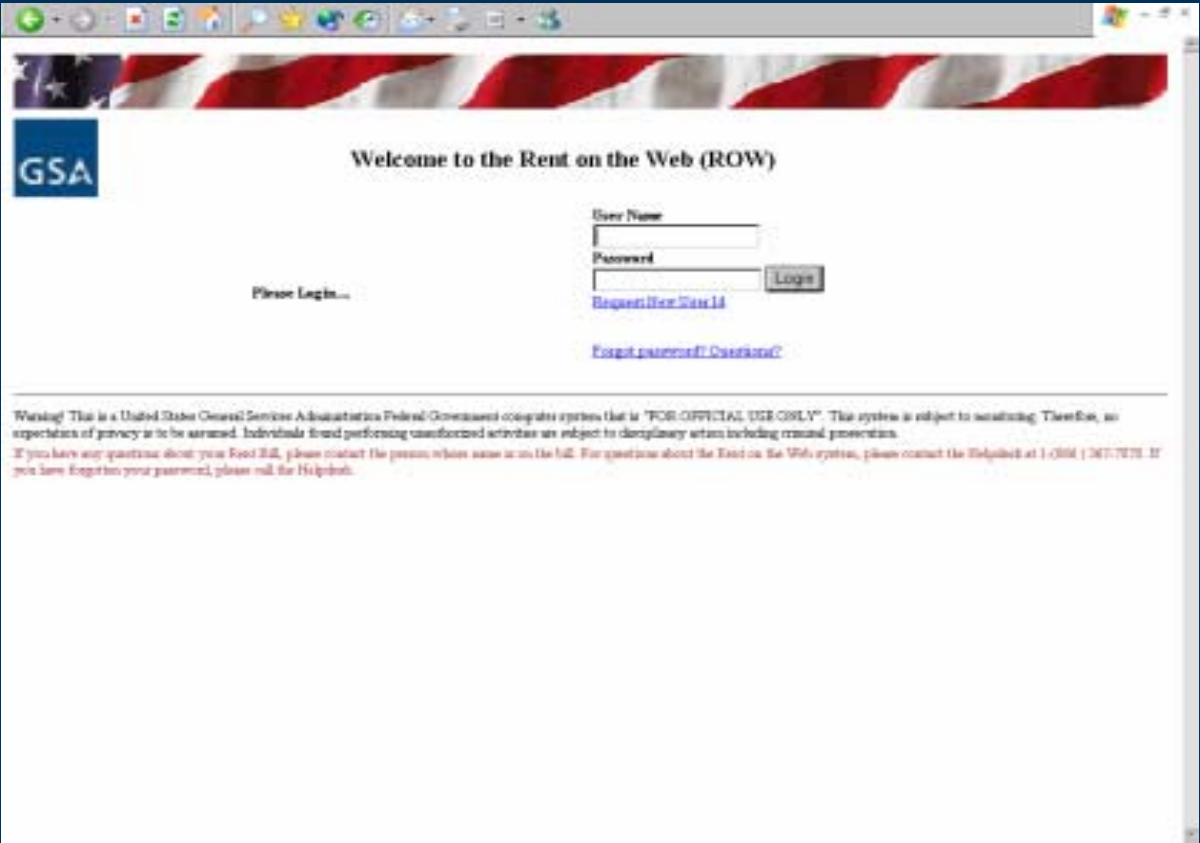 GSA
Welcome to the Rent on the Web (ROW)
User Name
Password
Login
Please Login...
Request New User Id
Forgot password? Questions?
Warning! This is a United States General Services Administration Federal Government computer system that is "FOR OFFICIAL USE ONLY". This system is subject to monitoring. Therefore, no
expectation of privacy is to be assumed. Individuals found performing unauthorized activities are subject to disciplinary action including criminal prosecution.
If you have any questions about your Rent Bill, please contact the person whose name is on the bill. For questions about the Rent on the Web system, please contact the Helpdesk at If
you have forgotten your password, please call the Helpdesk.